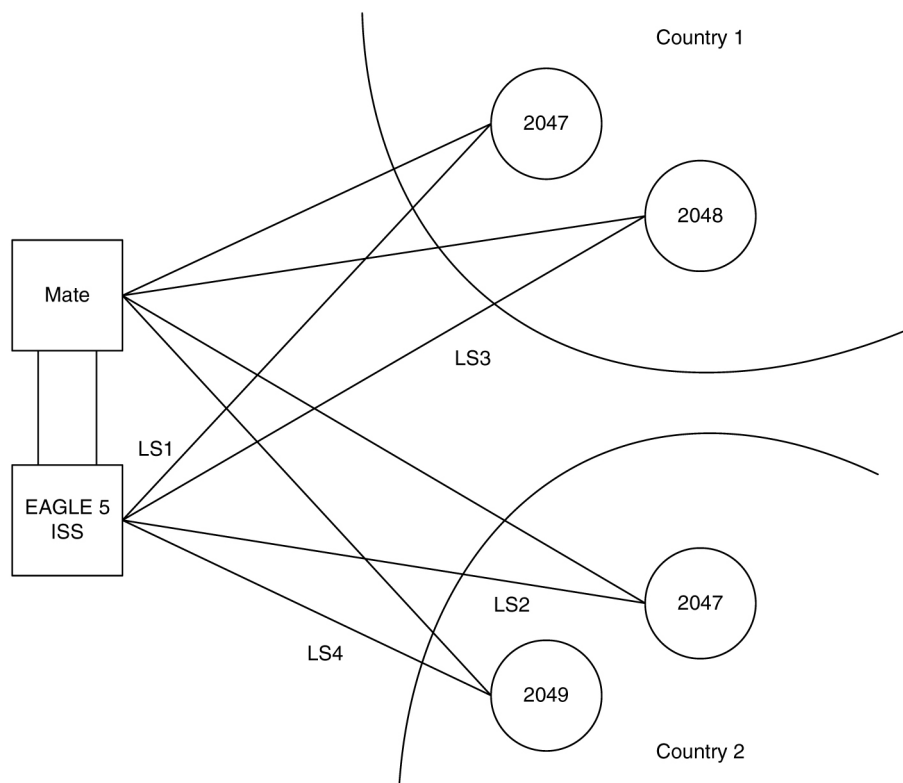 Country 1
2047
2048
Mate
LS3
LS1
EAGLE 5
ISS
LS2
2047
LS4
2049
Country 2